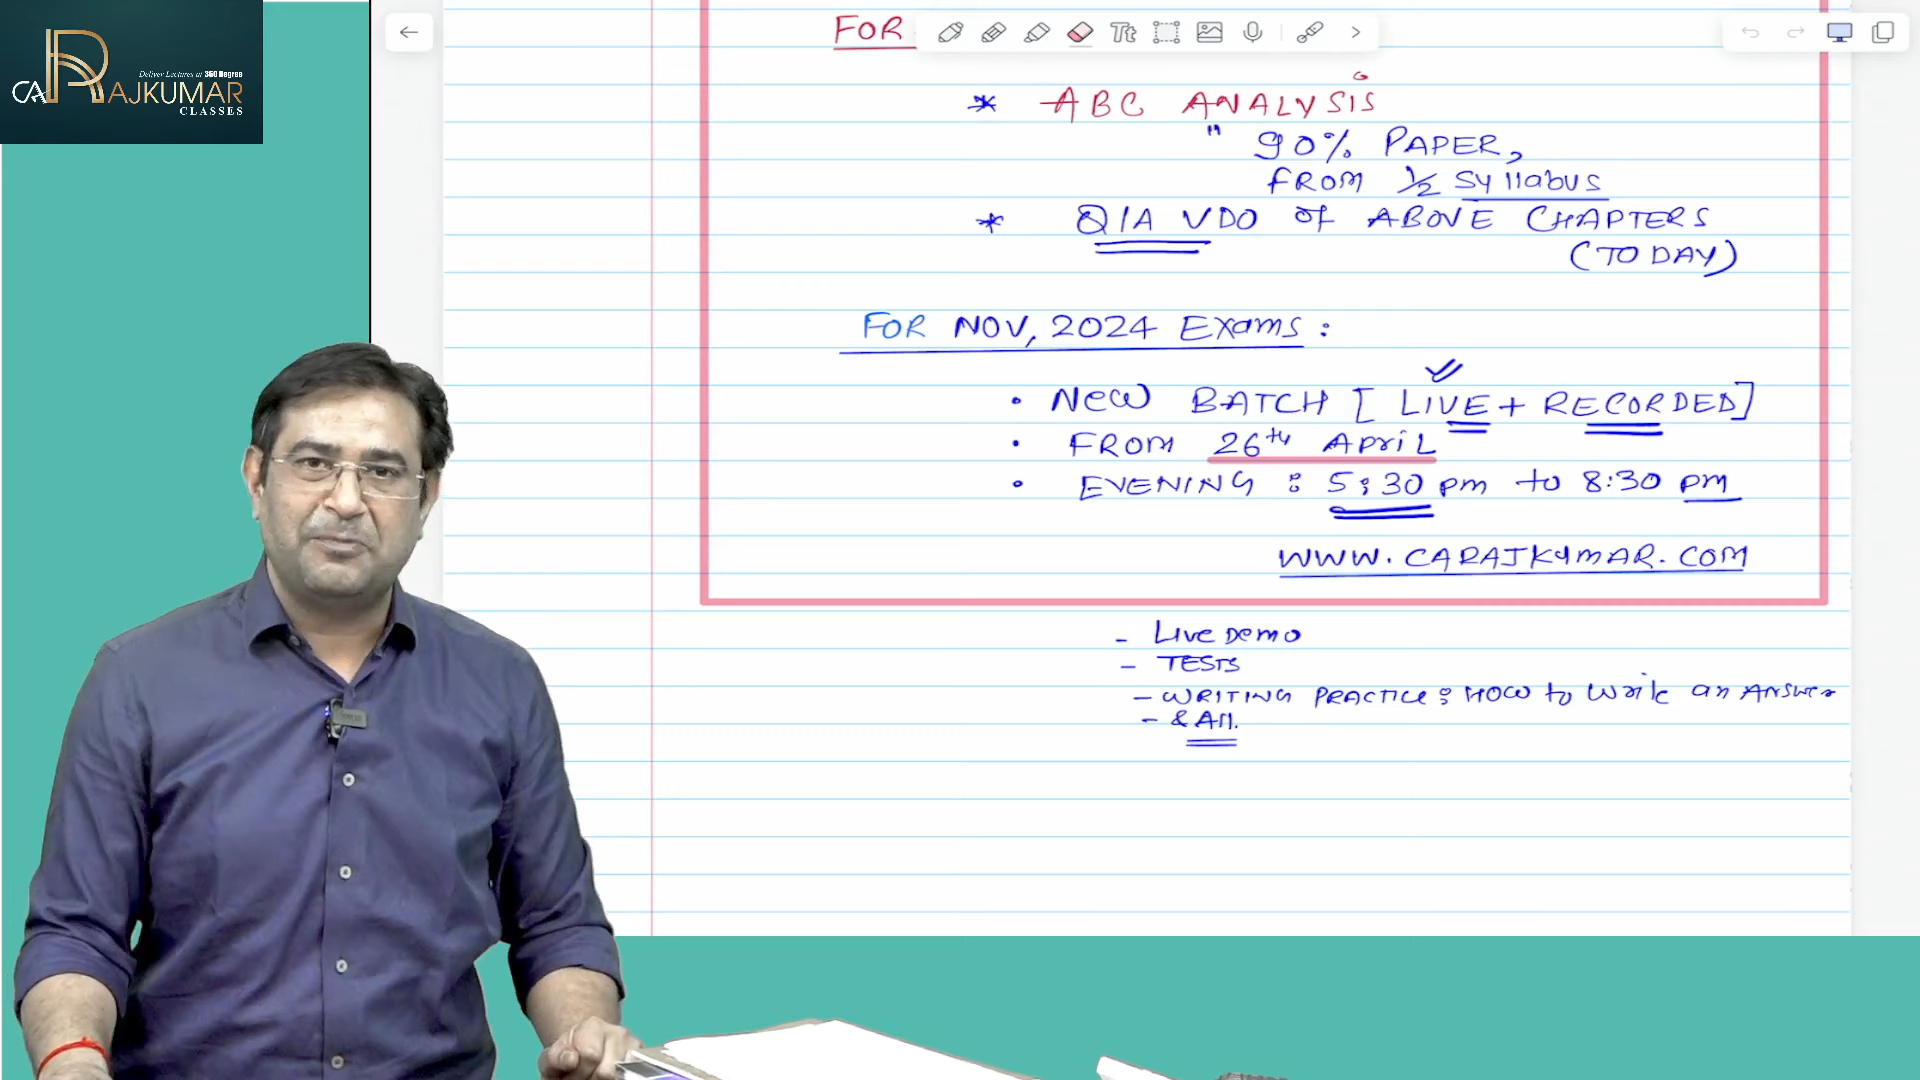 Deliver Lectures at 360 Degree
CA RAJKUMAR
CLASSES
FOR
Tt
* ABC ANALYSIS
" 90% PAPER,
FROM 1/2 Syllabus
* Q/A VDO of ABOVE CHAPTERS
(TODAY)
FOR NOV, 2024 Exams :
• New BATCH [ LIVE + RECORDED]
• FROM 26th April
• EVENING : 5:30 pm to 8:30 pm
WWW.CARAJKUMAR.COM
- Live Demo
- TESTS
- WRITING PRACTICE : HOW to Write an Answer
- & All.